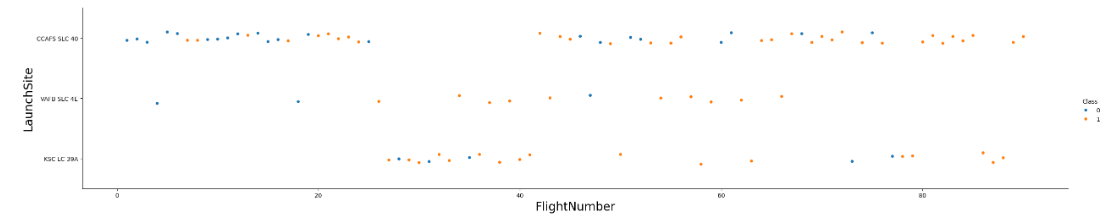 CCAFS SLC 40
VAFB SLC 4E
KSC LC 39A
LaunchSite
0 20 40 60 80
FlightNumber
Class
0
1